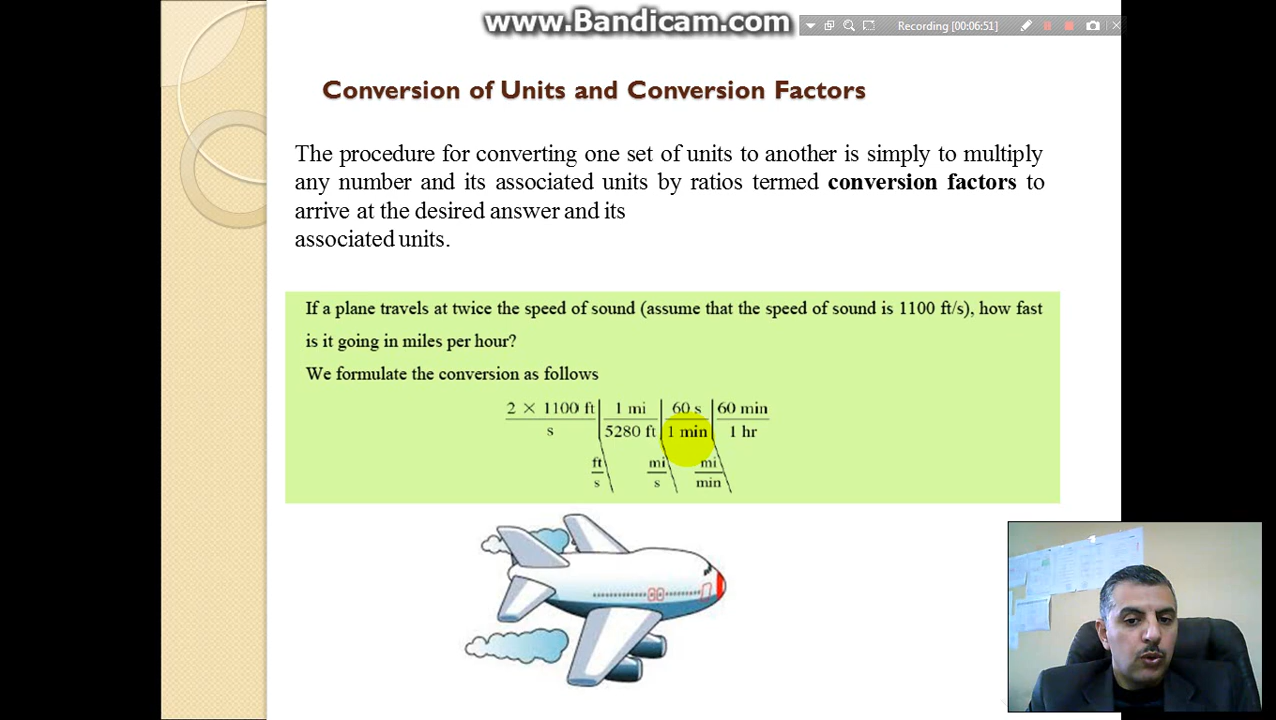 www.Bandicam.com
Recording [00:06:51]
Conversion of Units and Conversion Factors
The procedure for converting one set of units to another is simply to multiply
any number and its associated units by ratios termed conversion factors to
arrive at the desired answer and its
associated units.
If a plane travels at twice the speed of sound (assume that the speed of sound is 1100 ft/s), how fast
is it going in miles per hour?
We formulate the conversion as follows
2 × 1100 ft | 1 mi | 60 s | 60 min
s | 5280 ft | 1 min | 1 hr
ft mi mi
s s min